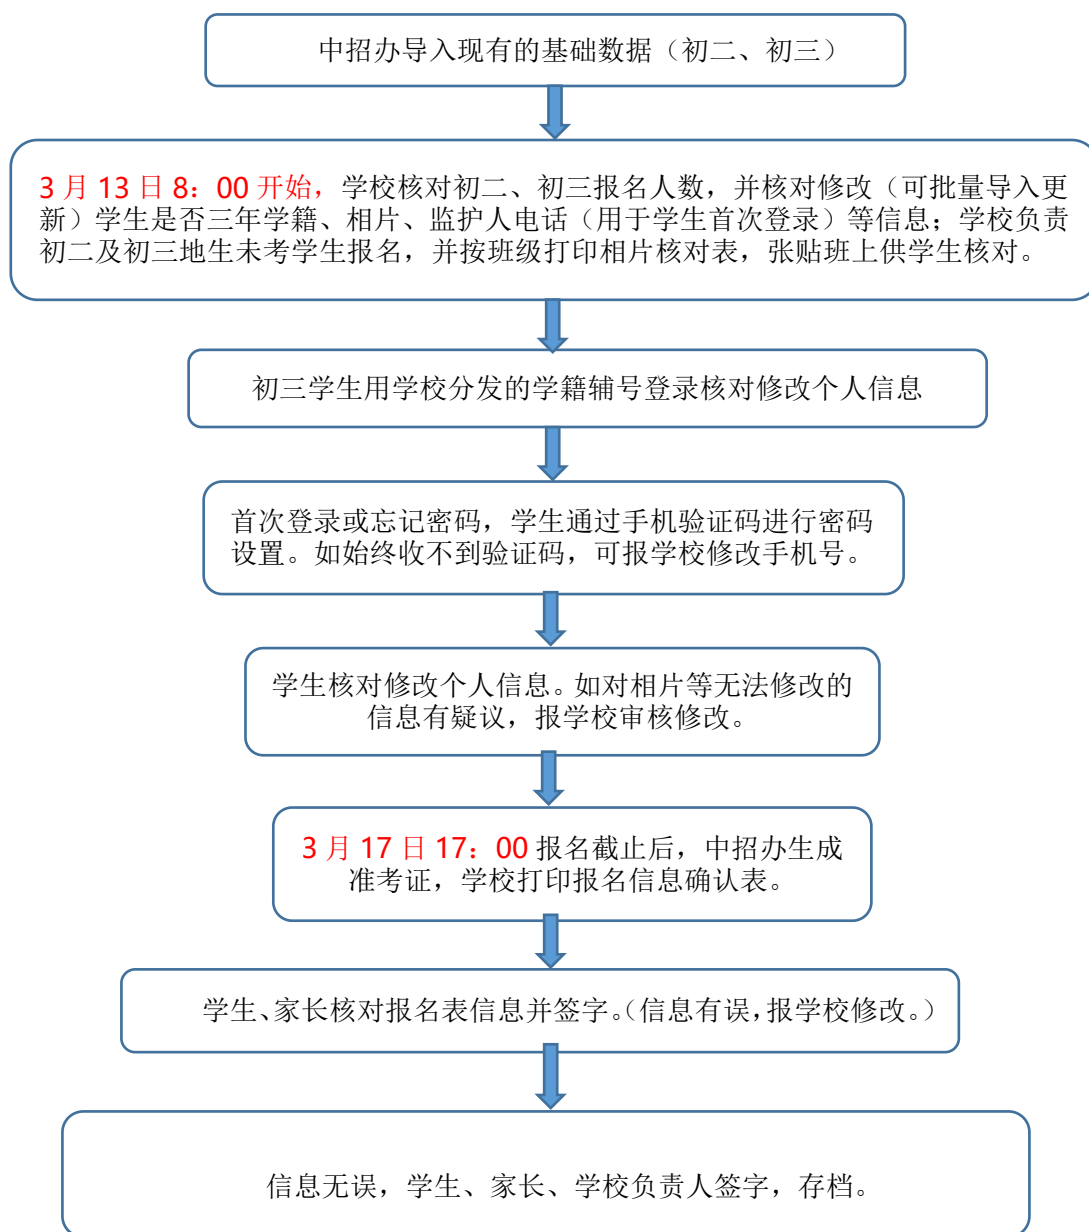 中招办导入现有的基础数据（初二、初三）
3 月 13 日 8：00 开始，学校核对初二、初三报名人数，并核对修改（可批量导入更
新）学生是否三年学籍、相片、监护人电话（用于学生首次登录）等信息；学校负责
初二及初三地生未考学生报名，并按班级打印相片核对表，张贴班上供学生核对。
初三学生用学校分发的学籍辅号登录核对修改个人信息
首次登录或忘记密码，学生通过手机验证码进行密码
设置。如始终收不到验证码，可报学校修改手机号。
学生核对修改个人信息。如对相片等无法修改的
信息有疑议，报学校审核修改。
3 月 17 日 17：00 报名截止后，中招办生成
准考证，学校打印报名信息确认表。
学生、家长核对报名表信息并签字。（信息有误，报学校修改。）
信息无误，学生、家长、学校负责人签字，存档。